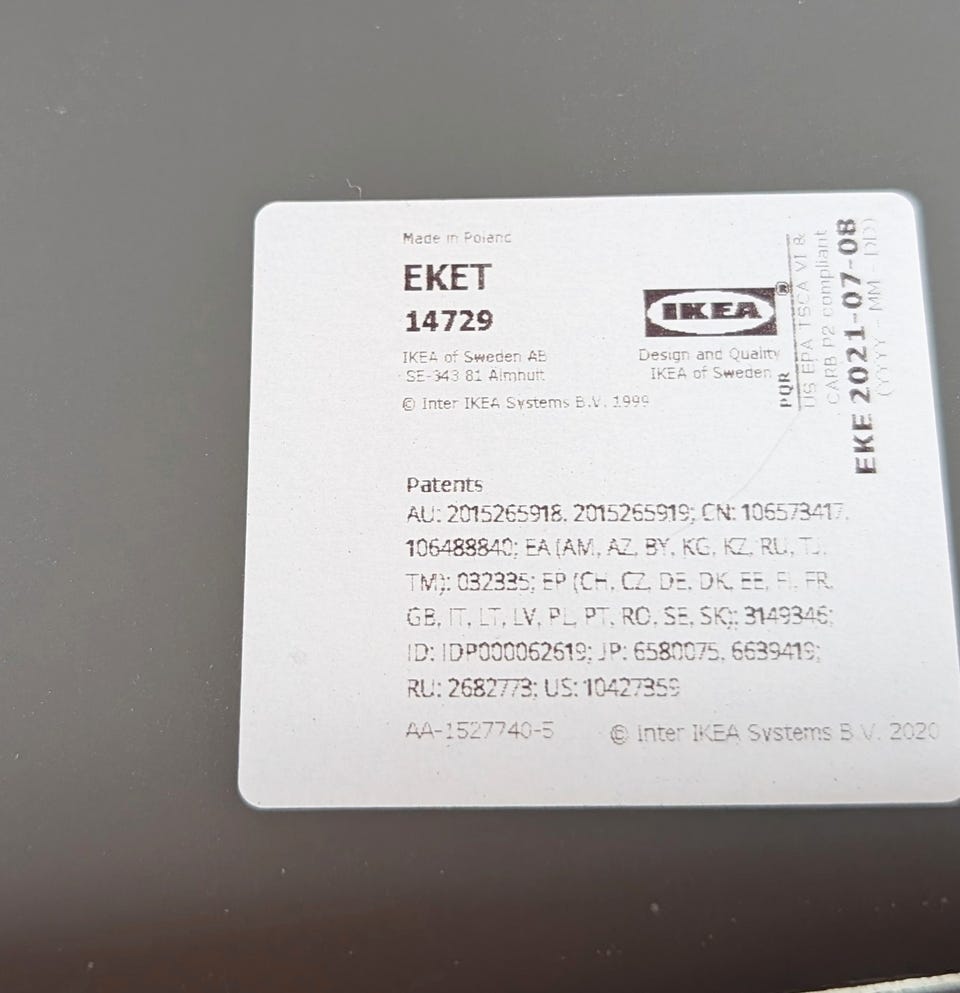 Made in Poland
EKET
14729
IKEA of Sweden AB
SE-343 81 Älmhult
© Inter IKEA Systems B.V. 1999
IKEA
®
Design and Quality
IKEA of Sweden
PQR
US EPA TSCA VI &
CARB P2 compliant
EKE 2021-07-08
(YYYY - MM - DD)
Patents
AU: 2015265918, 2015265919; CN: 106573417,
106488840; EA (AM, AZ, BY, KG, KZ, RU, TJ,
TM): 032335; EP (CH, CZ, DE, DK, EE, FI, FR,
GB, IT, LT, LV, PL, PT, RO, SE, SK): 3149346;
ID: IDP000062619; JP: 6580075, 6639419;
RU: 2682773; US: 10427359
AA-1527740-5
© Inter IKEA Systems B.V. 2020